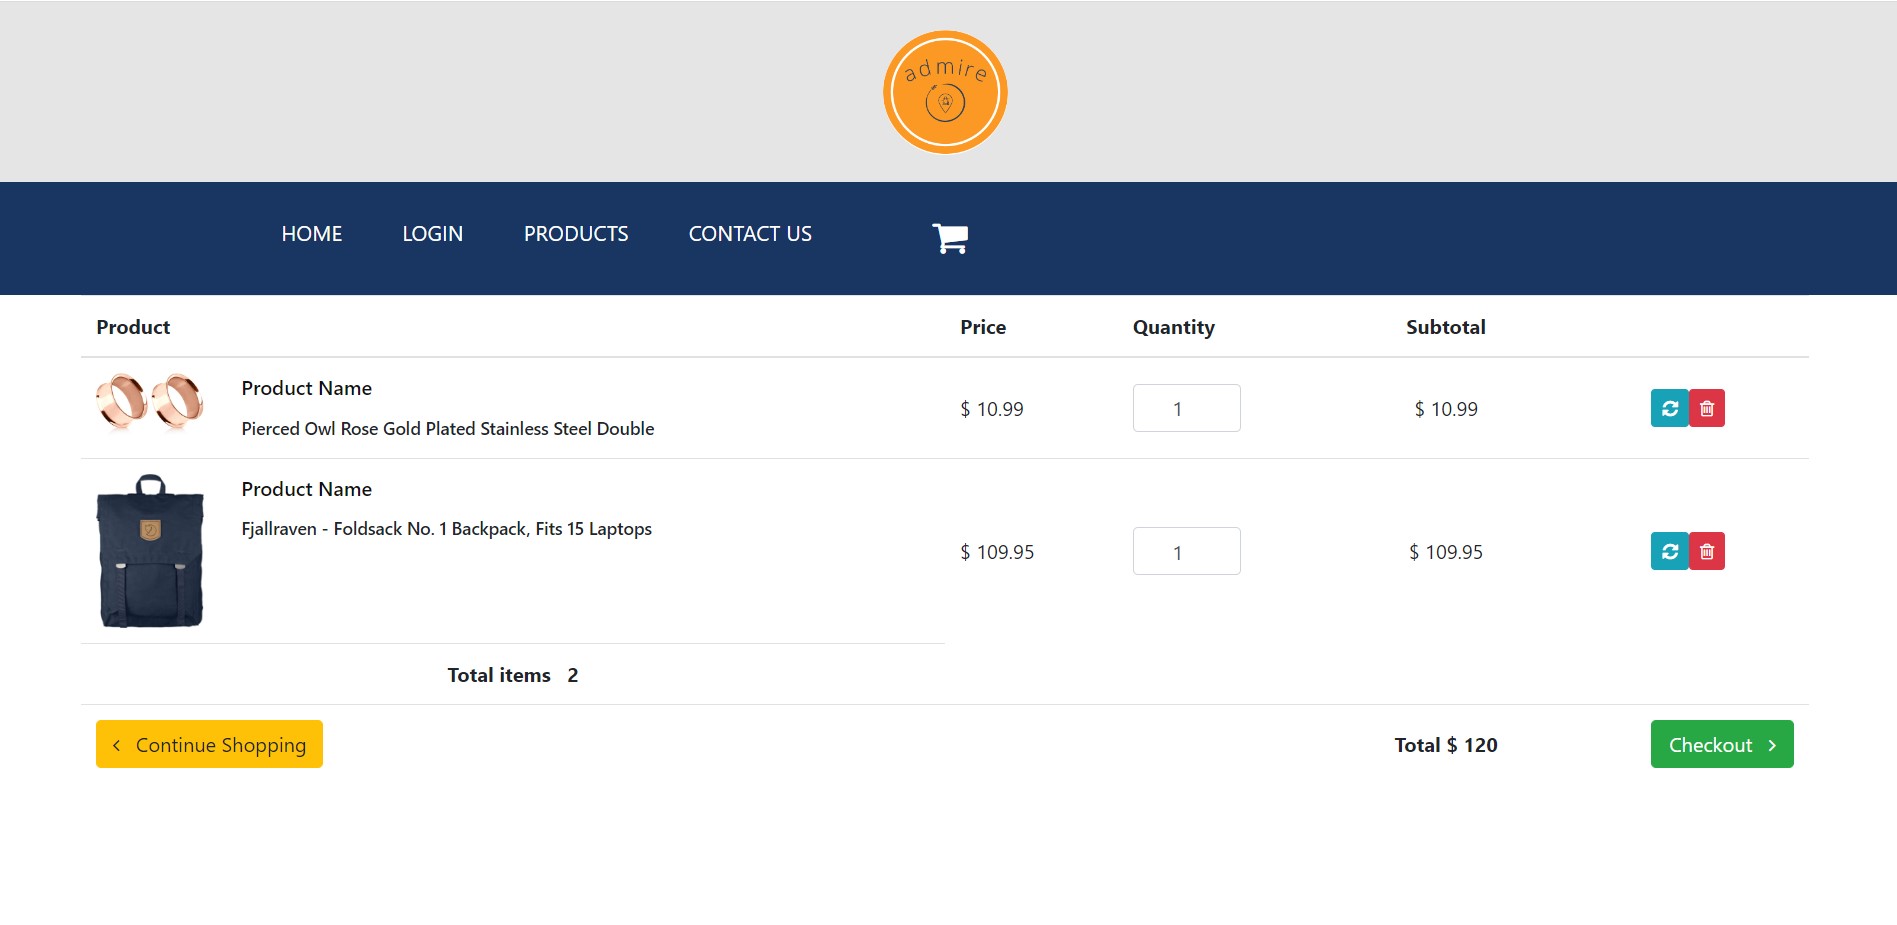 admire
HOME LOGIN PRODUCTS CONTACT US
Product Price Quantity Subtotal
Product Name
Pierced Owl Rose Gold Plated Stainless Steel Double
$ 10.99 1 $ 10.99
Product Name
Fjallraven - Foldsack No. 1 Backpack, Fits 15 Laptops
$ 109.95 1 $ 109.95
Total items 2
Continue Shopping Total $ 120 Checkout